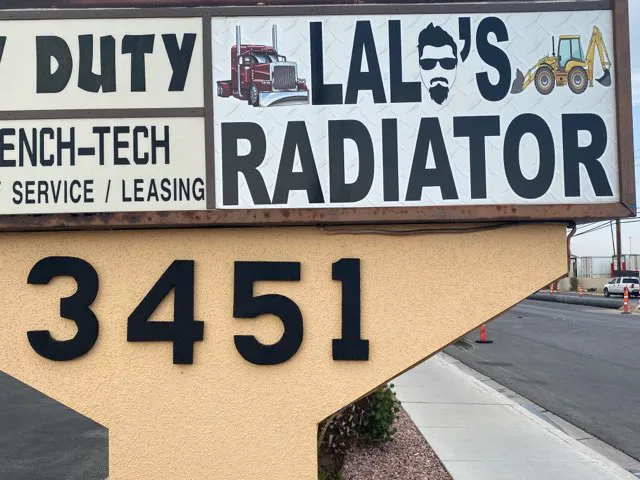 DUTY
ENCH-TECH
SERVICE / LEASING
LALO'S
RADIATOR
3451